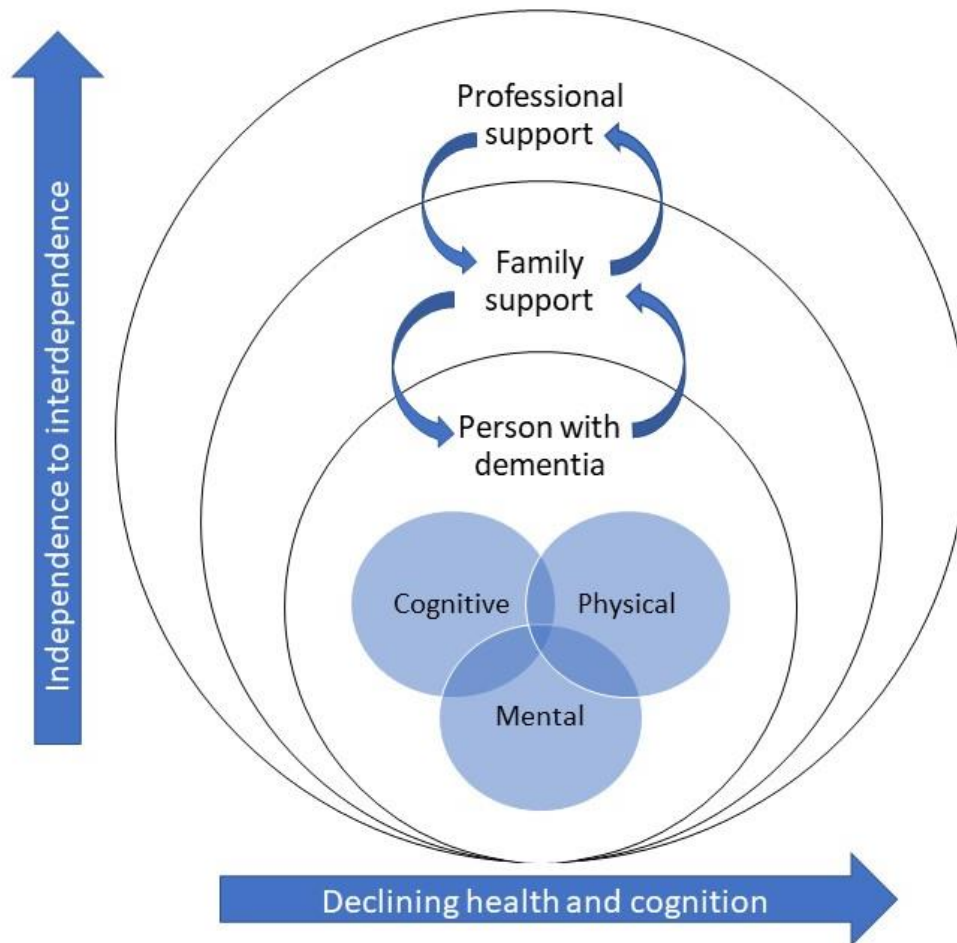 Independence to interdependence
Professional
support
Family
support
Person with
dementia
Cognitive
Physical
Mental
Declining health and cognition